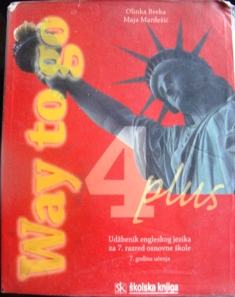 Olinka Breka
Maja Mardešić
Way to go
4
plus
Udžbenik engleskog jezika
za 7. razred osnovne škole
7. godina učenja
ŠK školska knjiga